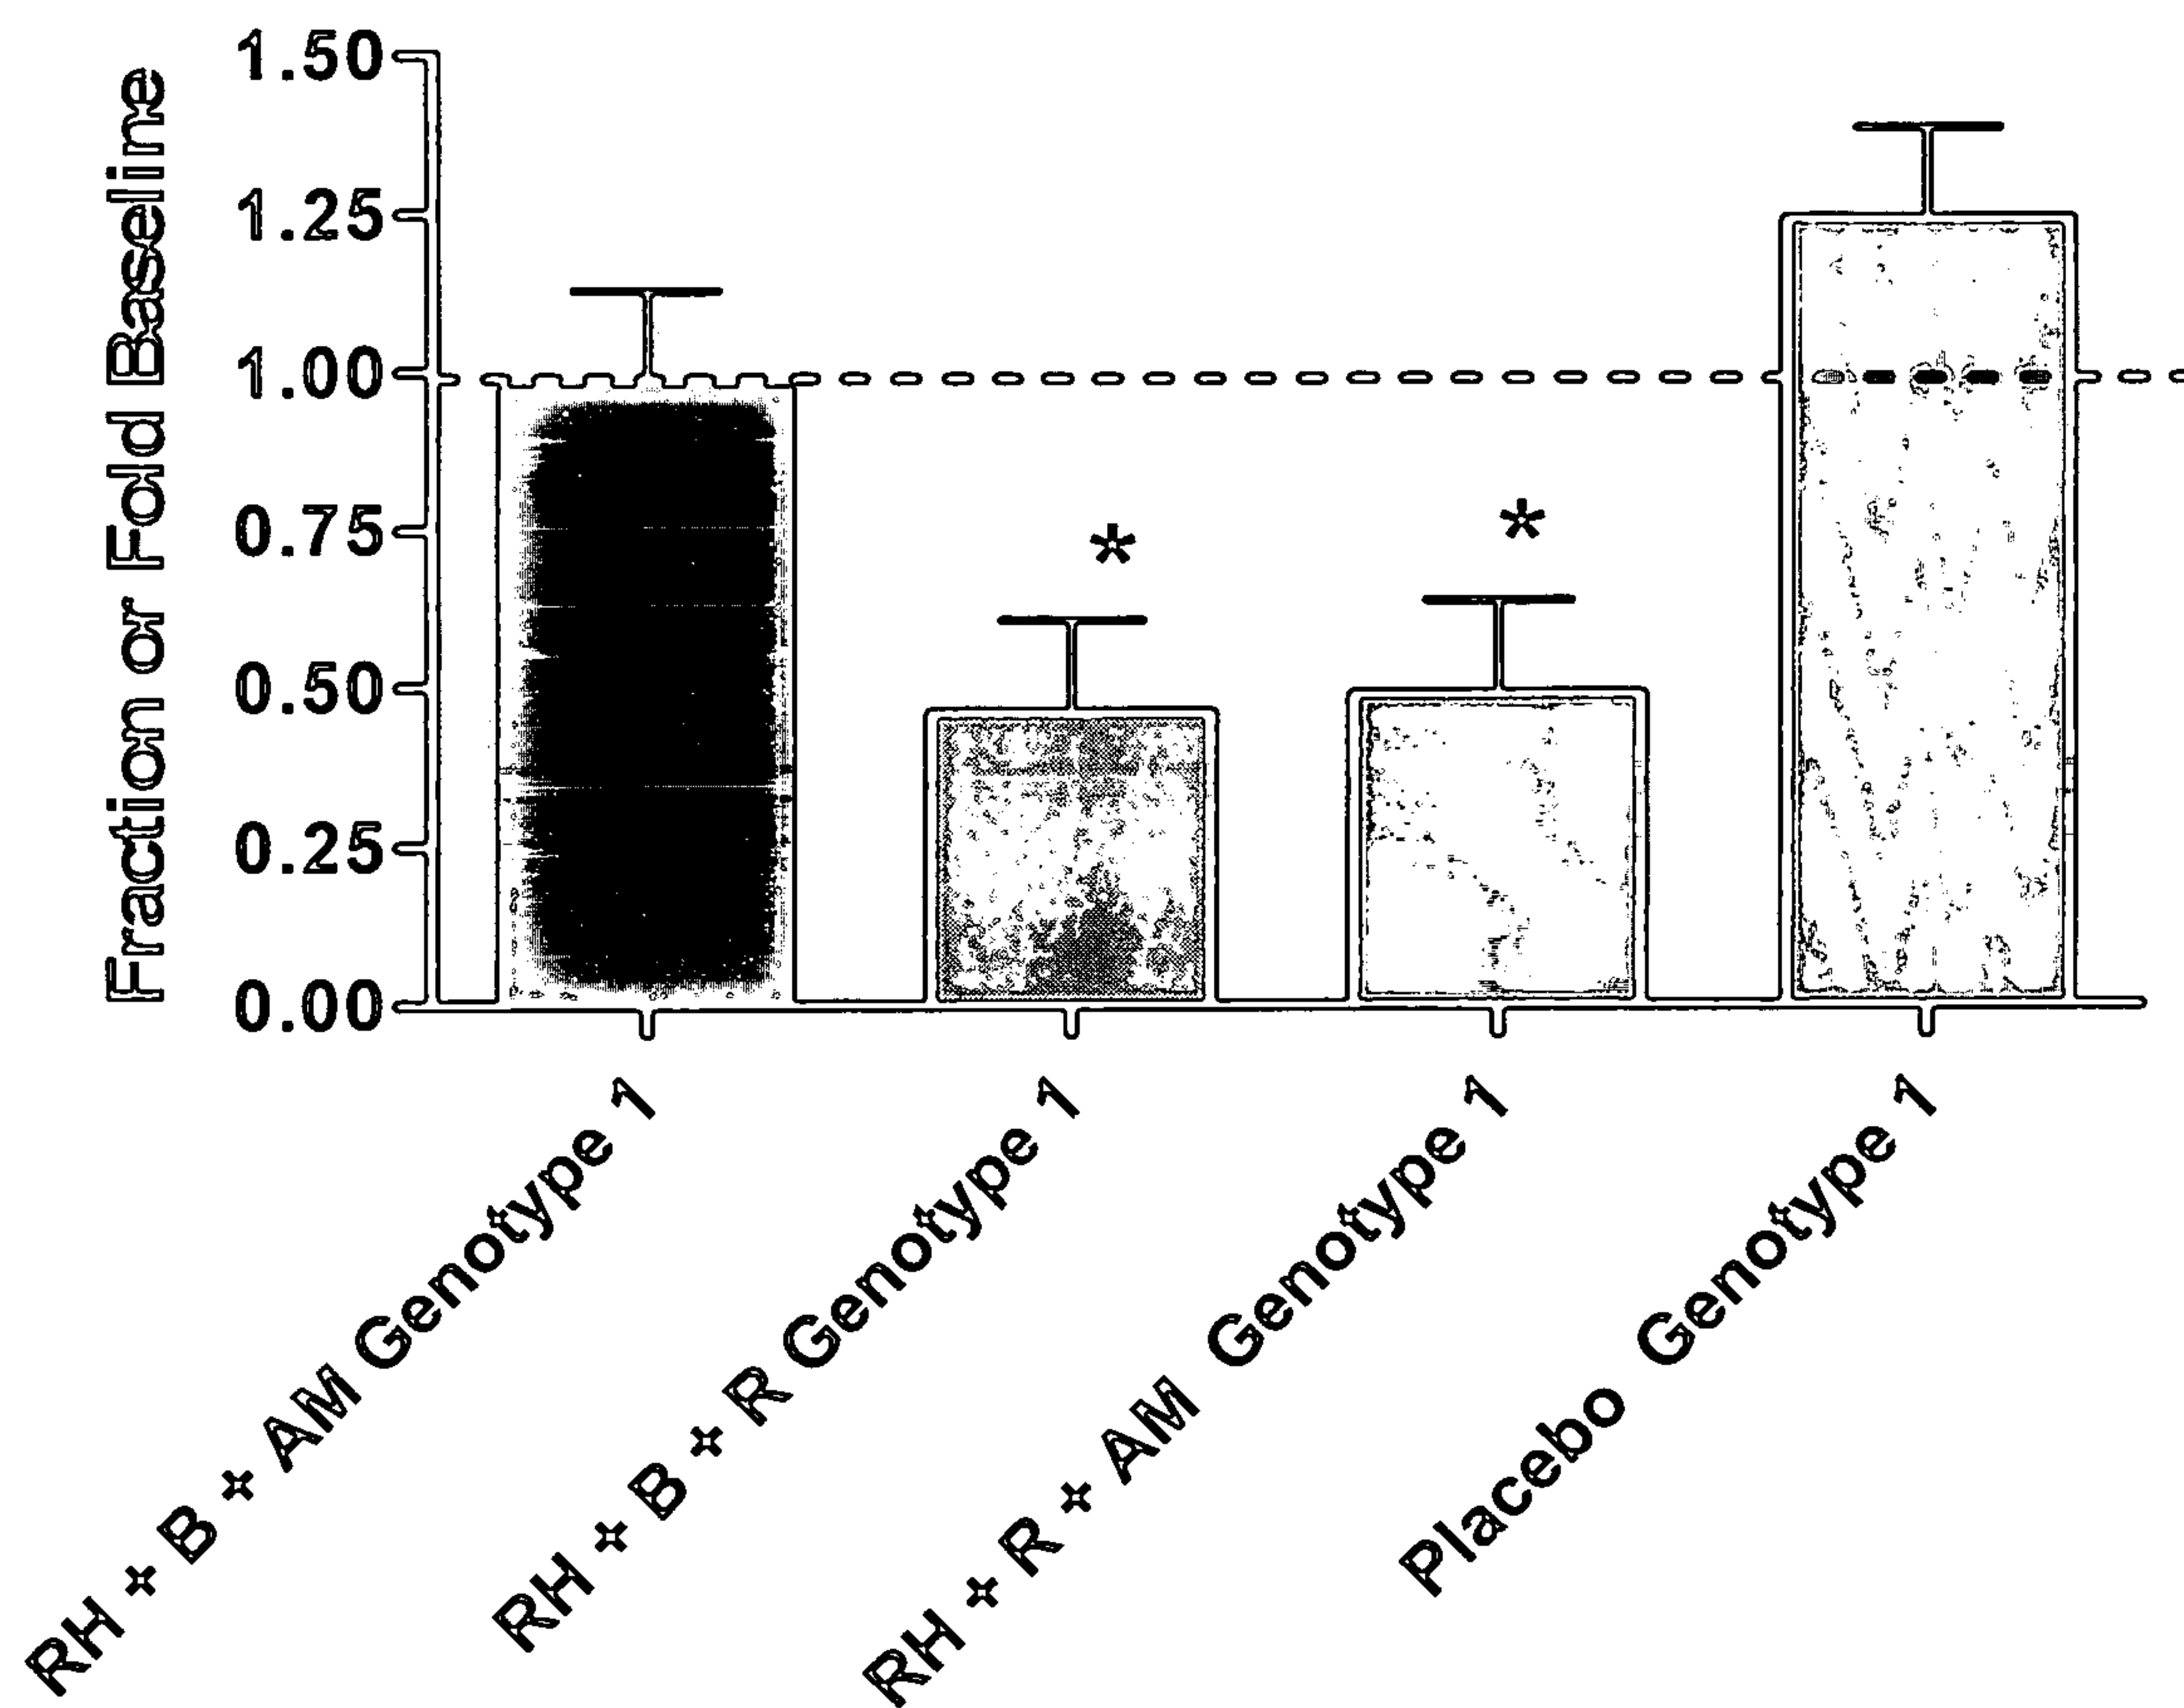 Fraction or Fold Baseline
1.50
1.25
1.00
0.75
0.50
0.25
0.00
*
*
RH + B + AM Genotype 1
RH + B + R Genotype 1
RH + R + AM Genotype 1
Placebo Genotype 1